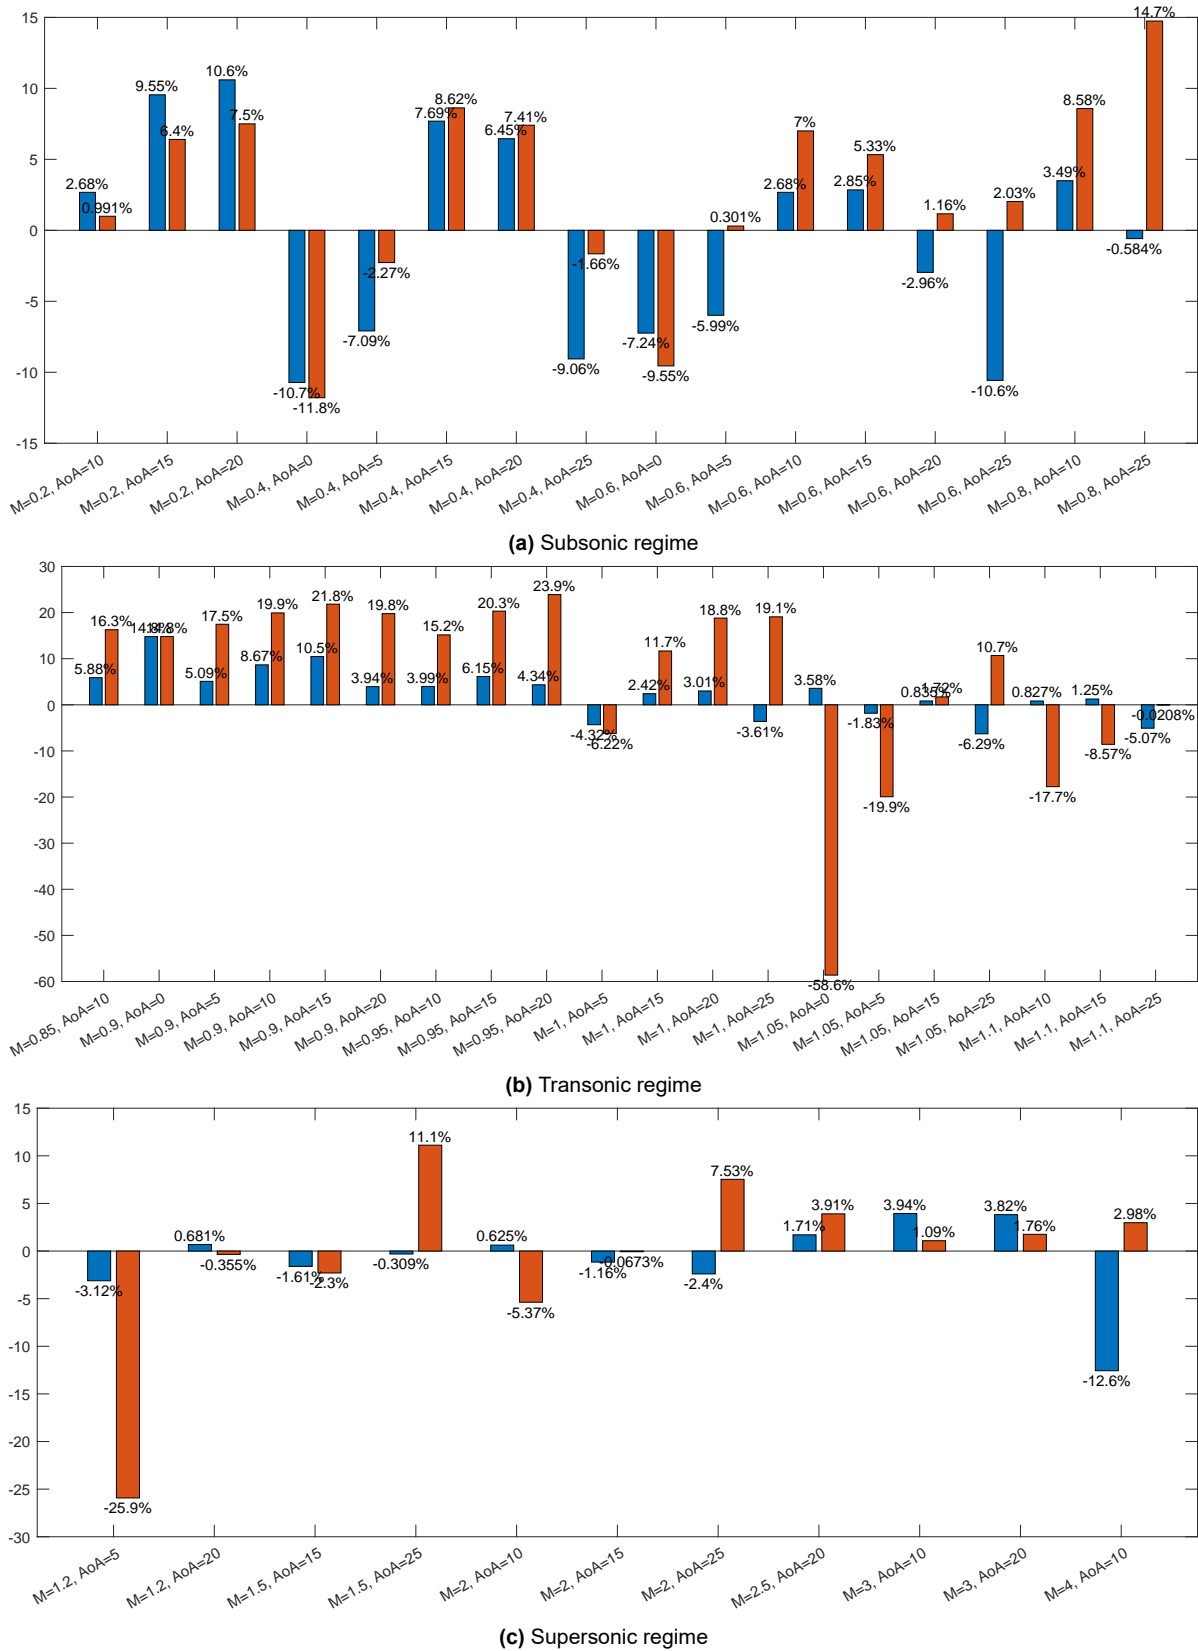 15
10
5
0
-5
-10
-15
2.68%
0.991%
9.55%
6.4%
10.6%
7.5%
-10.7%
-11.8%
-7.09%
-2.27%
7.69%
8.62%
6.45%
7.41%
-9.06%
-1.66%
-7.24%
-9.55%
-5.99%
0.301%
2.68%
7%
2.85%
5.33%
-2.96%
1.16%
-10.6%
2.03%
3.49%
8.58%
-0.584%
14.7%
M=0.2, AoA=10
M=0.2, AoA=15
M=0.2, AoA=20
M=0.4, AoA=0
M=0.4, AoA=5
M=0.4, AoA=15
M=0.4, AoA=20
M=0.4, AoA=25
M=0.6, AoA=0
M=0.6, AoA=5
M=0.6, AoA=10
M=0.6, AoA=15
M=0.6, AoA=20
M=0.6, AoA=25
M=0.8, AoA=10
M=0.8, AoA=25
(a) Subsonic regime
30
20
10
0
-10
-20
-30
-40
-50
-60
5.88%
16.3%
14.8%
14.8%
5.09%
17.5%
8.67%
19.9%
10.5%
21.8%
3.94%
19.8%
3.99%
15.2%
6.15%
20.3%
4.34%
23.9%
-4.32%
-6.22%
2.42%
11.7%
3.01%
18.8%
-3.61%
19.1%
3.58%
-58.6%
-1.83%
-19.9%
0.835%
1.72%
-6.29%
10.7%
0.827%
-17.7%
1.25%
-8.57%
-5.07%
-0.0208%
M=0.85, AoA=10
M=0.9, AoA=0
M=0.9, AoA=5
M=0.9, AoA=10
M=0.9, AoA=15
M=0.9, AoA=20
M=0.95, AoA=10
M=0.95, AoA=15
M=0.95, AoA=20
M=1, AoA=5
M=1, AoA=15
M=1, AoA=20
M=1, AoA=25
M=1.05, AoA=0
M=1.05, AoA=5
M=1.05, AoA=15
M=1.05, AoA=25
M=1.1, AoA=10
M=1.1, AoA=15
M=1.1, AoA=25
(b) Transonic regime
15
10
5
0
-5
-10
-15
-20
-25
-30
-3.12%
-25.9%
0.681%
-0.355%
-1.61%
-2.3%
-0.309%
11.1%
0.625%
-5.37%
-1.16%
-0.0673%
-2.4%
7.53%
1.71%
3.91%
3.94%
1.09%
3.82%
1.76%
-12.6%
2.98%
M=1.2, AoA=5
M=1.2, AoA=20
M=1.5, AoA=15
M=1.5, AoA=25
M=2, AoA=10
M=2, AoA=15
M=2, AoA=25
M=2.5, AoA=20
M=3, AoA=10
M=3, AoA=20
M=4, AoA=10
(c) Supersonic regime